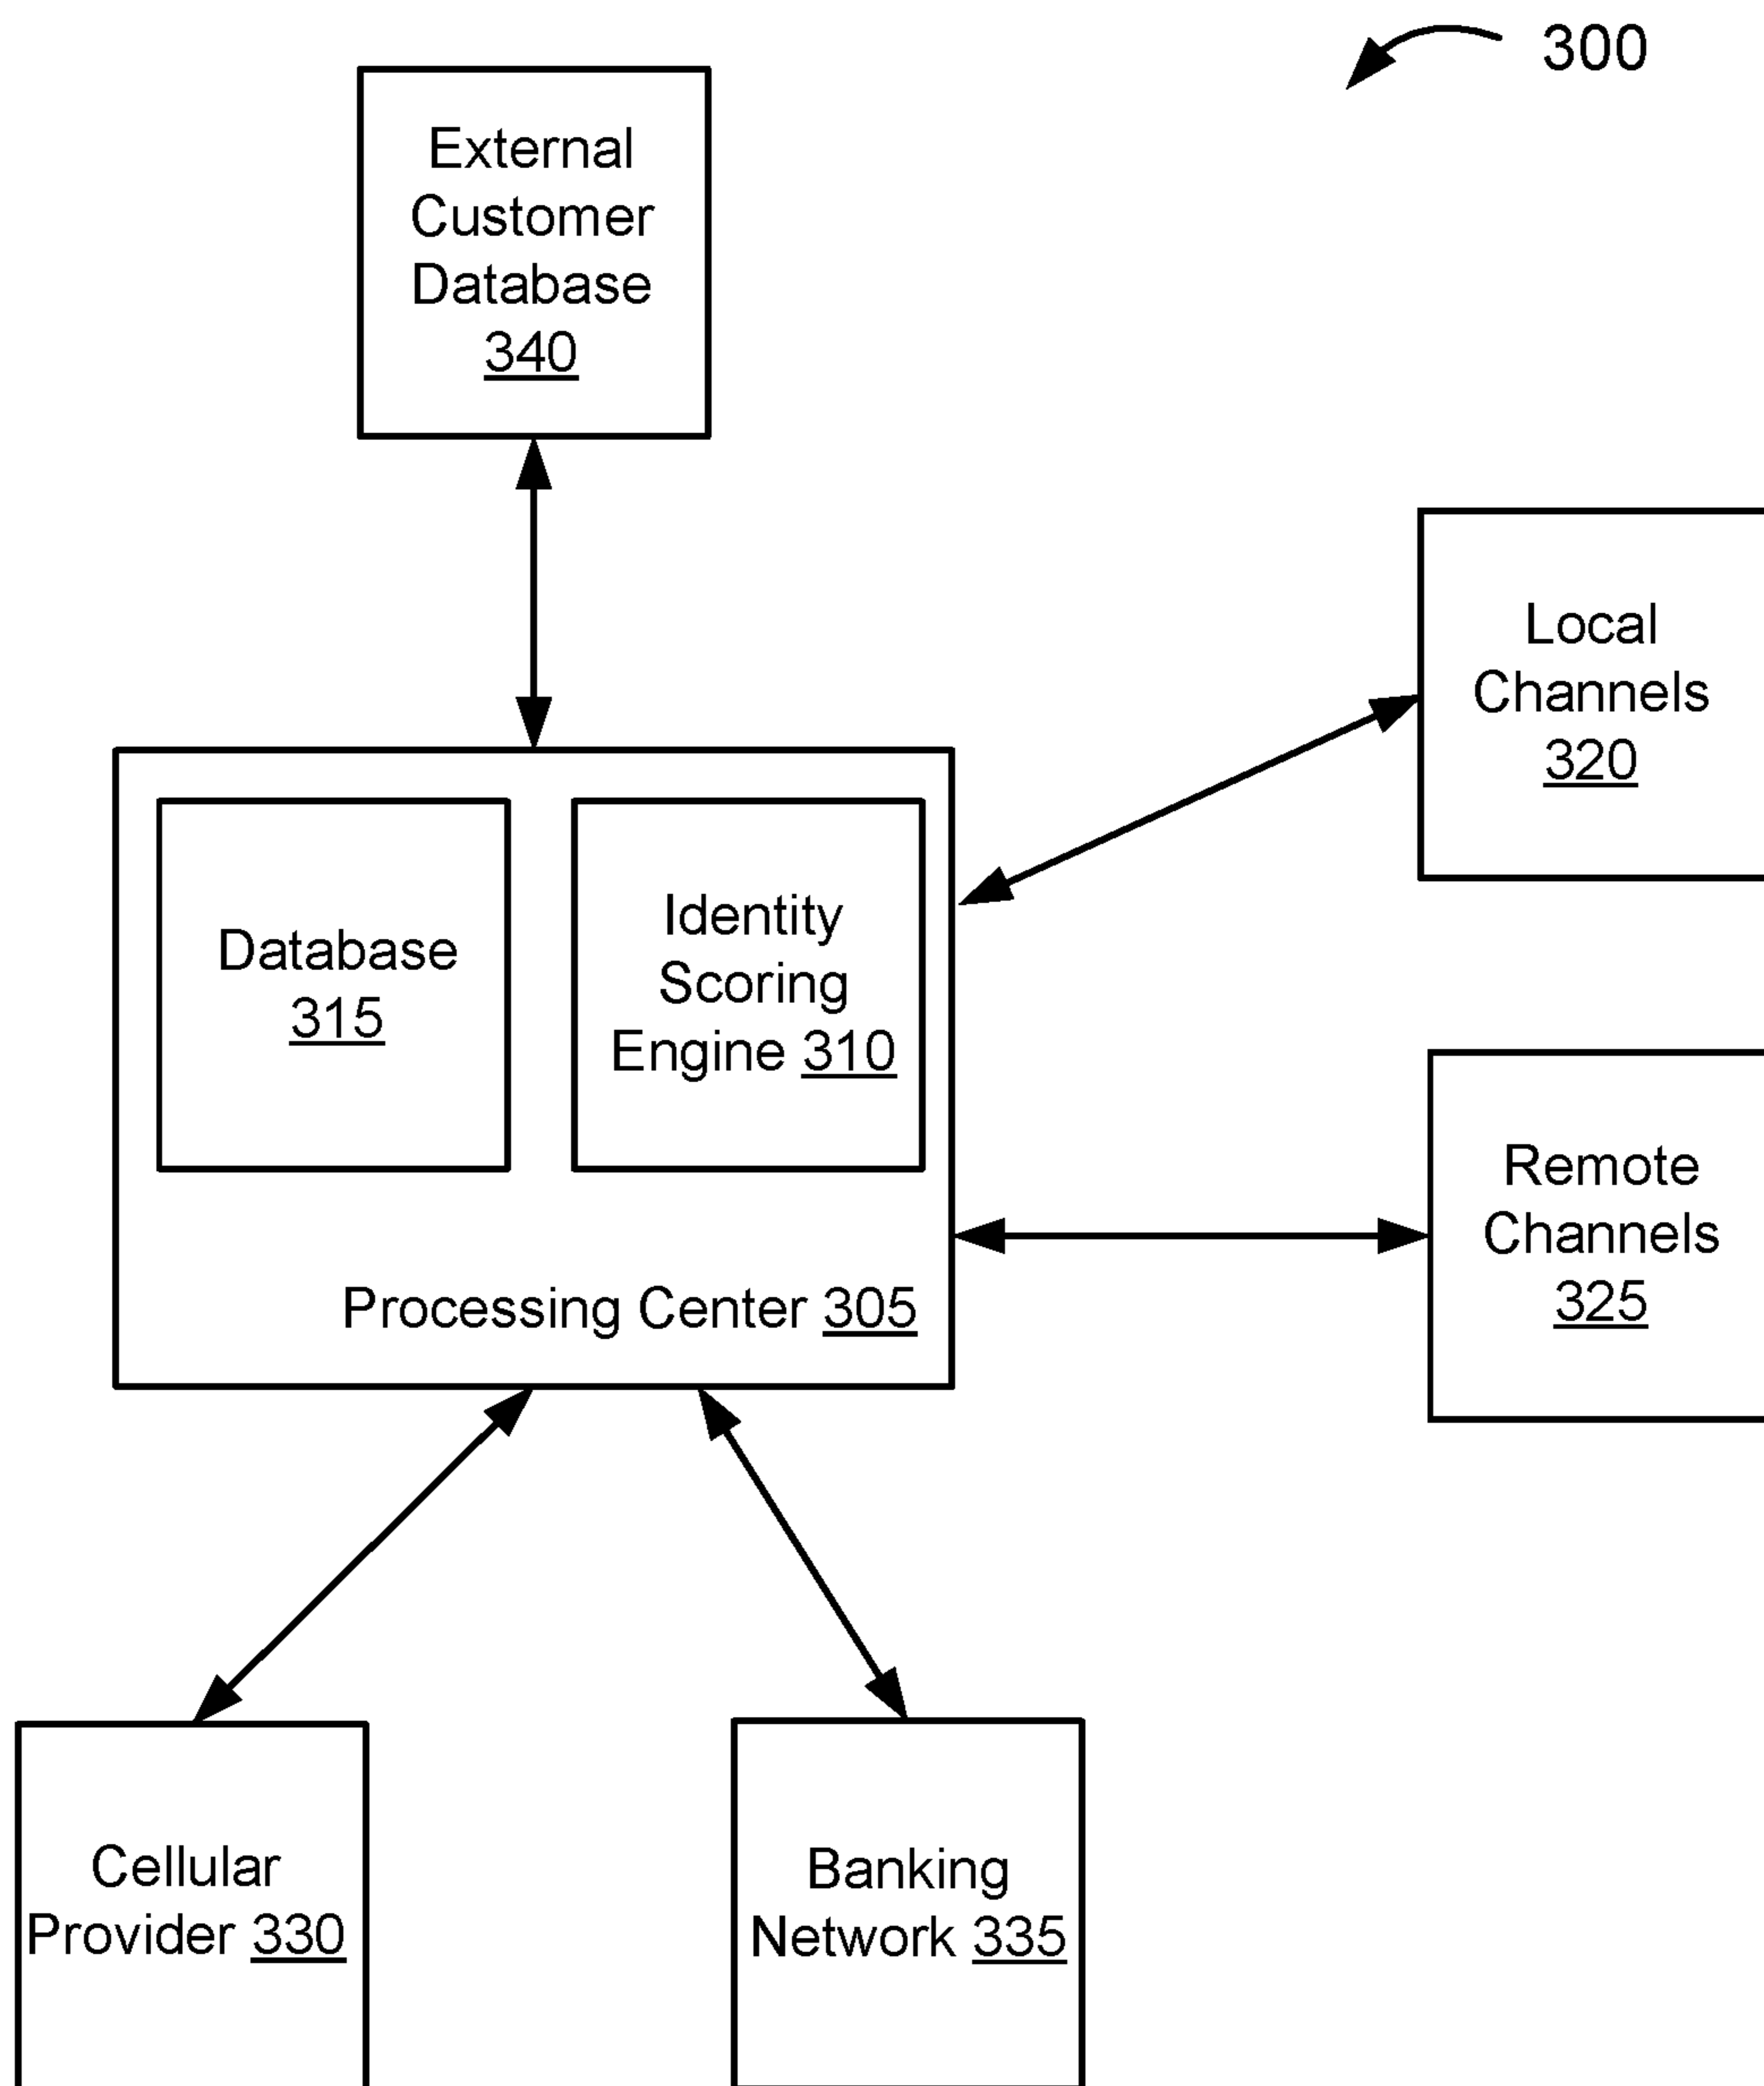 300
External
Customer
Database
340
Local
Channels
320
Database
315
Identity
Scoring
Engine 310
Remote
Channels
325
Processing Center 305
Cellular
Provider 330
Banking
Network 335